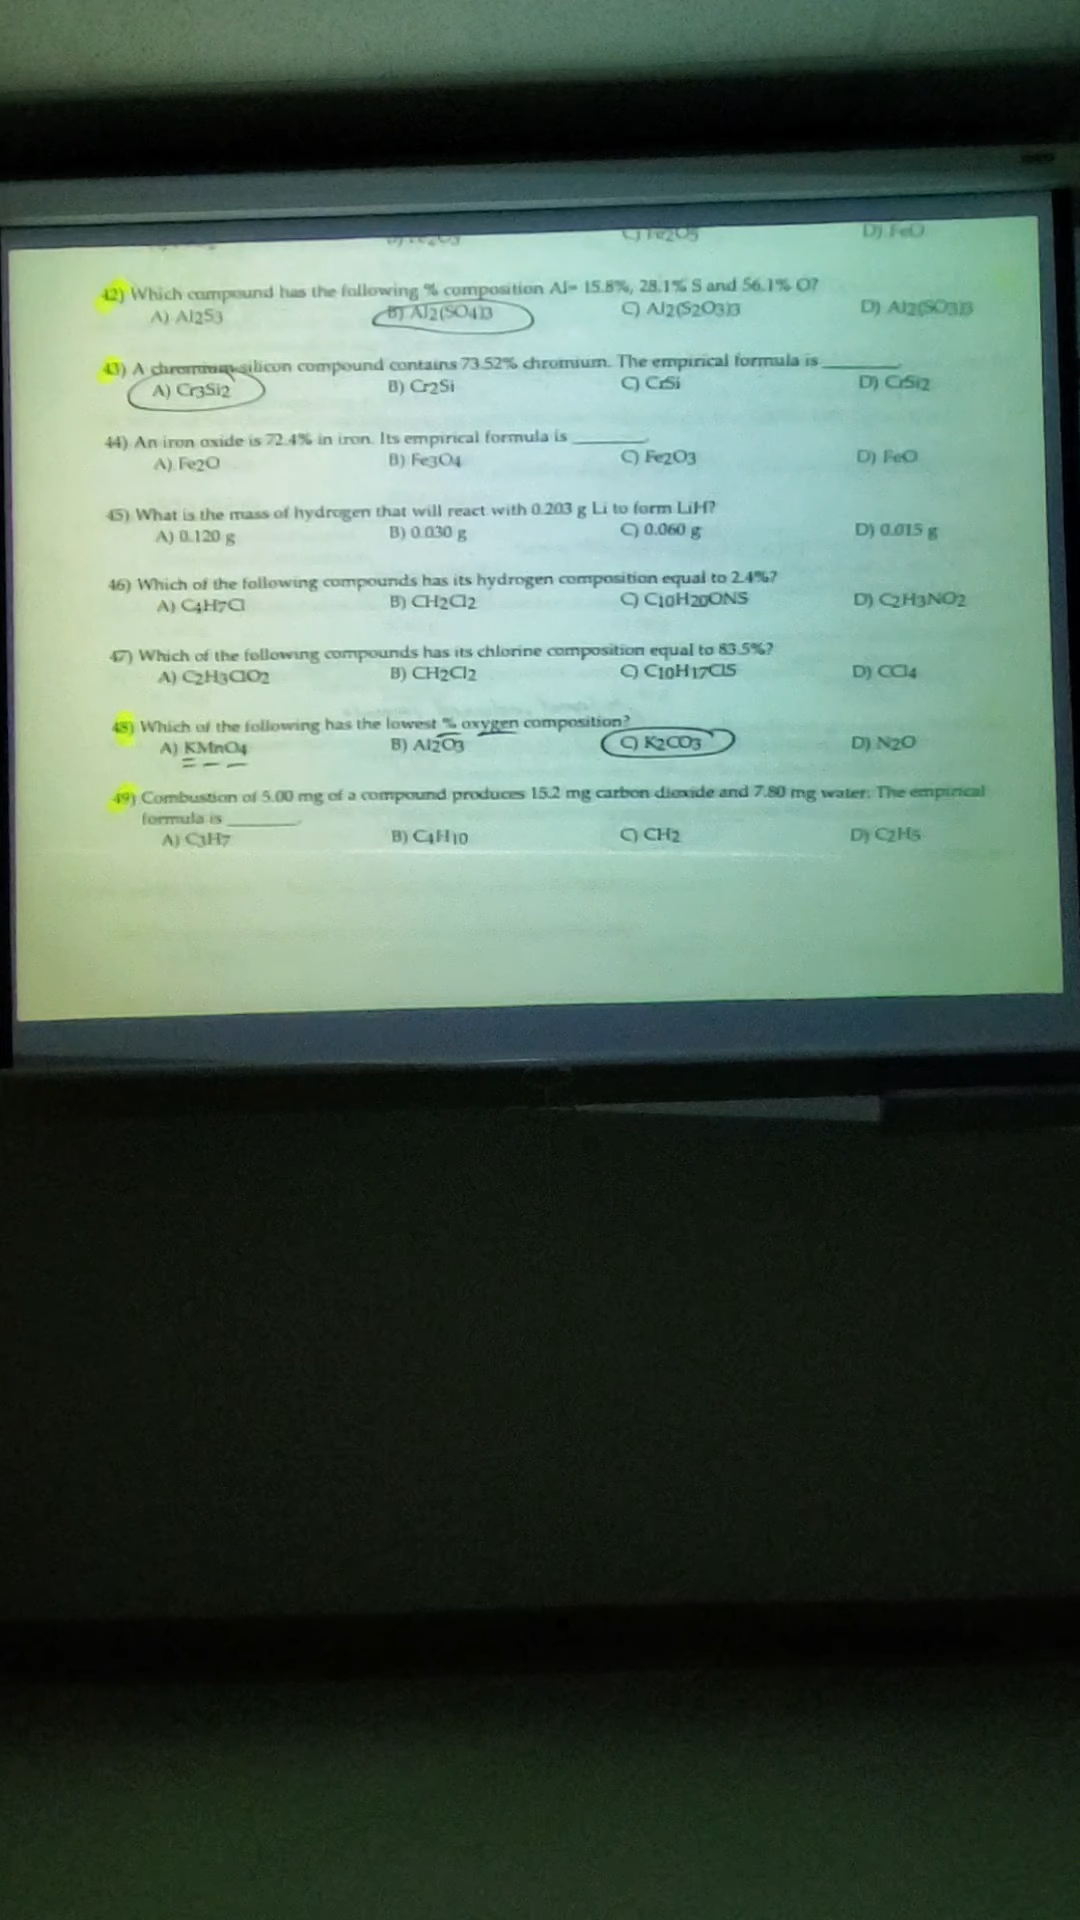 C) Fe2O3 D) FeO
42) Which compound has the following % composition Al= 15.8%, 28.1% S and 56.1% O?
A) Al2S3 B) Al2(SO4)3 C) Al2(S2O3)3 D) Al2(SO3)3
43) A chromium-silicon compound contains 73.52% chromium. The empirical formula is ________.
A) Cr3Si2 B) Cr2Si C) CrSi D) CrSi2
44) An iron oxide is 72.4% in iron. Its empirical formula is ________.
A) Fe2O B) Fe3O4 C) Fe2O3 D) FeO
45) What is the mass of hydrogen that will react with 0.203 g Li to form LiH?
A) 0.120 g B) 0.030 g C) 0.060 g D) 0.015 g
46) Which of the following compounds has its hydrogen composition equal to 2.4%?
A) C4H7Cl B) CH2Cl2 C) C10H20ONS D) C2H3NO2
47) Which of the following compounds has its chlorine composition equal to 83.5%?
A) C2H3ClO2 B) CH2Cl2 C) C10H17ClS D) CCl4
48) Which of the following has the lowest % oxygen composition?
A) KMnO4 B) Al2O3 C) K2CO3 D) N2O
49) Combustion of 5.00 mg of a compound produces 15.2 mg carbon dioxide and 7.80 mg water. The empirical
formula is ________.
A) C3H7 B) C4H10 C) CH2 D) C2H5